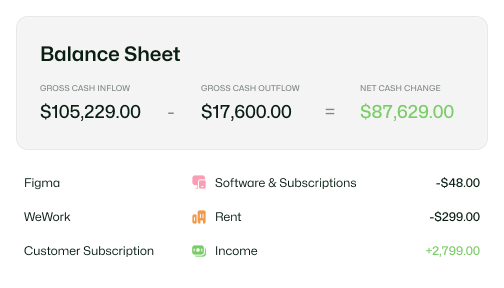 Balance Sheet
GROSS CASH INFLOW GROSS CASH OUTFLOW NET CASH CHANGE
$105,229.00 - $17,600.00 = $87,629.00
Figma Software & Subscriptions -$48.00
WeWork Rent -$299.00
Customer Subscription Income +2,799.00